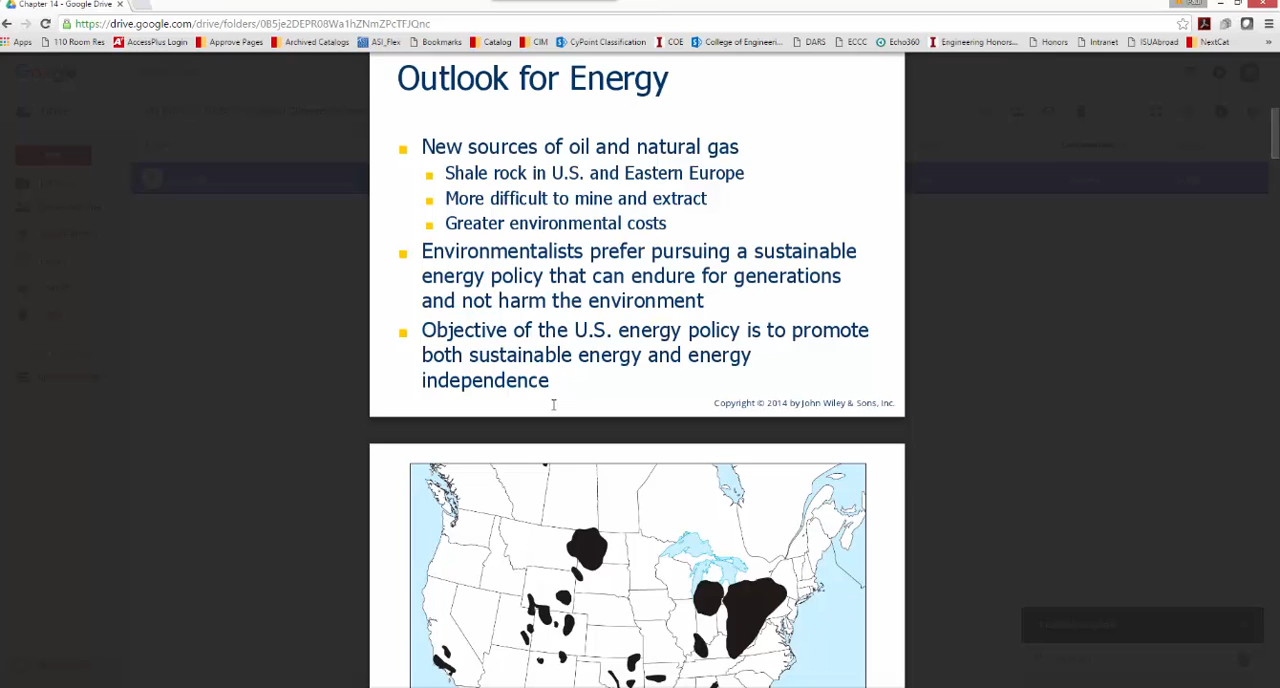 Chapter 14 - Google Drive
https://drive.google.com/drive/folders/0B5je2DEPR08Wa1hZNmZPcTFJQnc
Apps 110 Room Res AccessPlus Login Approve Pages Archived Catalogs ASI_Flex Bookmarks Catalog CIM CyPoint Classification COE College of Engineeri... DARS ECCC Echo360 Engineering Honors... Honors Intranet ISUAbroad NextCat »
Outlook for Energy
New sources of oil and natural gas
Shale rock in U.S. and Eastern Europe
More difficult to mine and extract
Greater environmental costs
Environmentalists prefer pursuing a sustainable
energy policy that can endure for generations
and not harm the environment
Objective of the U.S. energy policy is to promote
both sustainable energy and energy
independence
Copyright © 2014 by John Wiley & Sons, Inc.